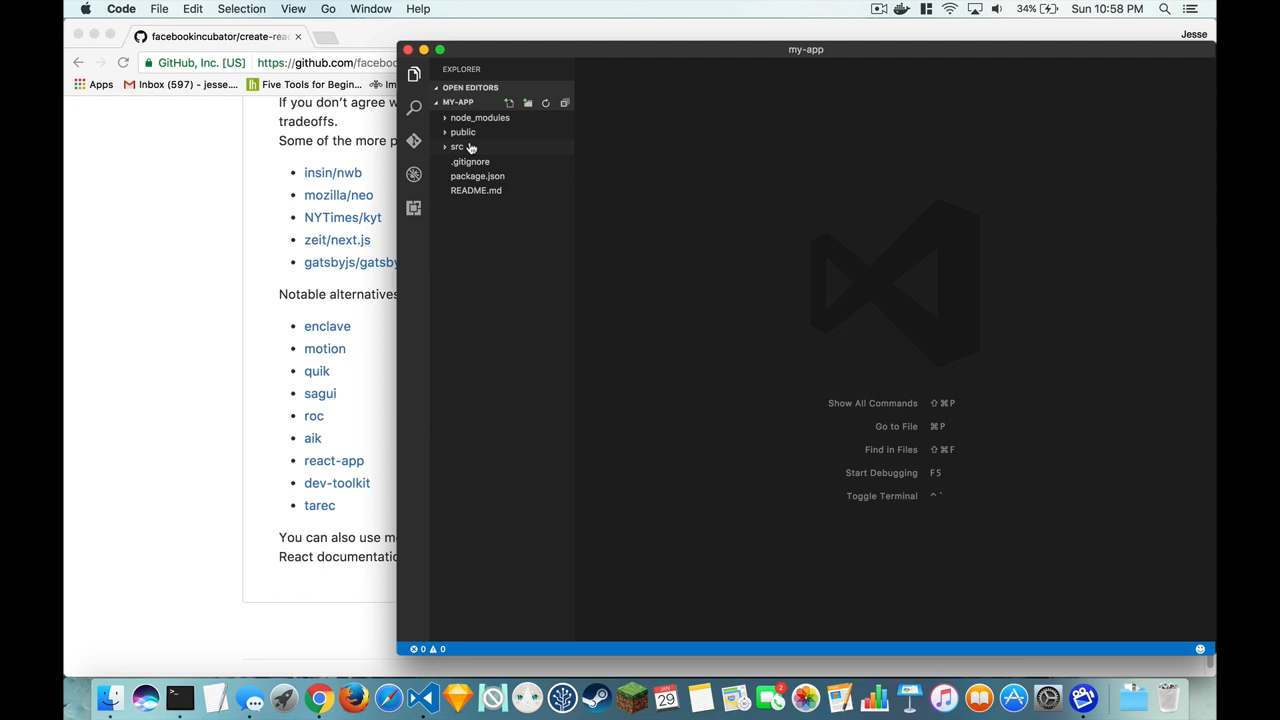 Code File Edit Selection View Go Window Help 34% Sun 10:58 PM
facebookincubator/create-rea
Jesse
GitHub, Inc. [US] https://github.com/faceboo
Apps Inbox (597) - jesse.... Five Tools for Begin... Im
If you don't agree w
tradeoffs.
Some of the more p
insin/nwb
mozilla/neo
NYTimes/kyt
zeit/next.js
gatsbyjs/gatsby
Notable alternatives
enclave
motion
quik
sagui
roc
aik
react-app
dev-toolkit
tarec
You can also use m
React documentatio
my-app
EXPLORER
OPEN EDITORS
MY-APP
node_modules
public
src
.gitignore
package.json
README.md
Show All Commands ⇧⌘P
Go to File ⌘P
Find in Files ⇧⌘F
Start Debugging F5
Toggle Terminal ⌃`
0 0
JAN
29
2